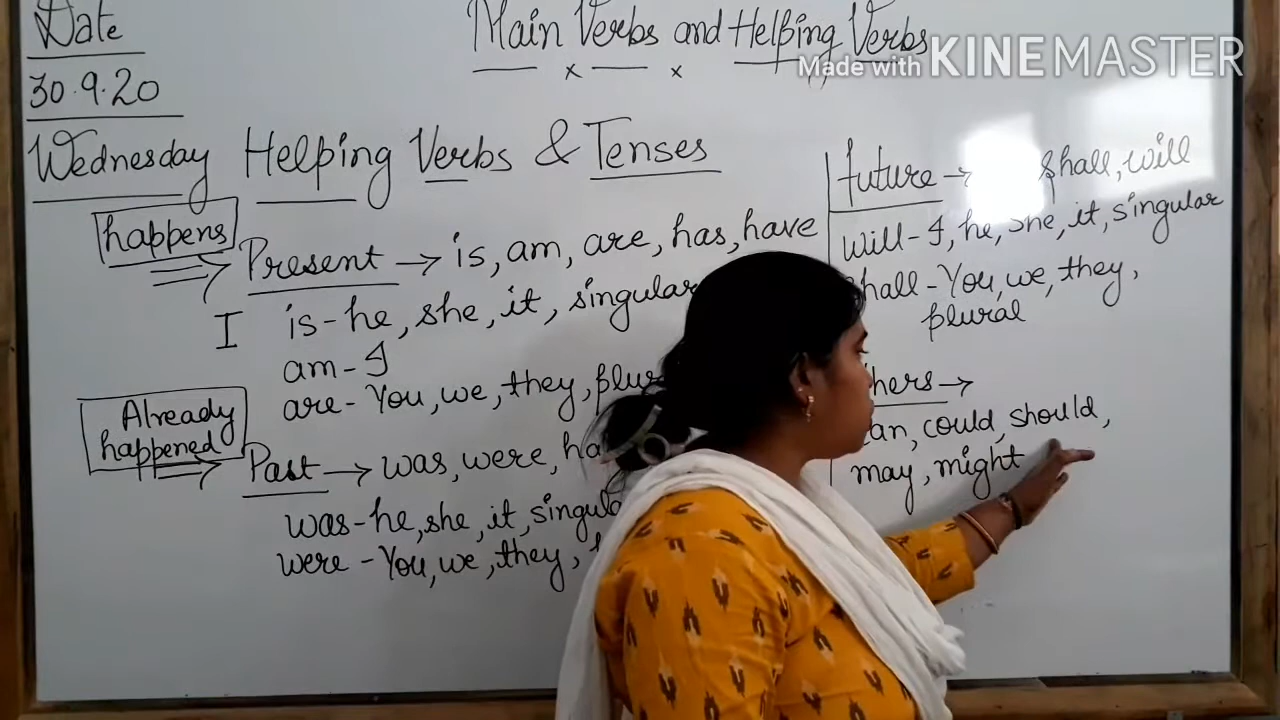 Date
30.9.20
Wednesday
Main Verbs and Helping Verbs
Made with KINEMASTER
Helping Verbs & Tenses
happens
Present → is, am, are, has, have
I is - he, she, it, singular
am - I
are - You, we, they,
Already
happened
Past → was, were,
was - he, she, it,
were - You, we, they,
future → shall, will
will - I, he, she, it, singular
shall - You, we, they,
plural
→
can, could, should,
may, might